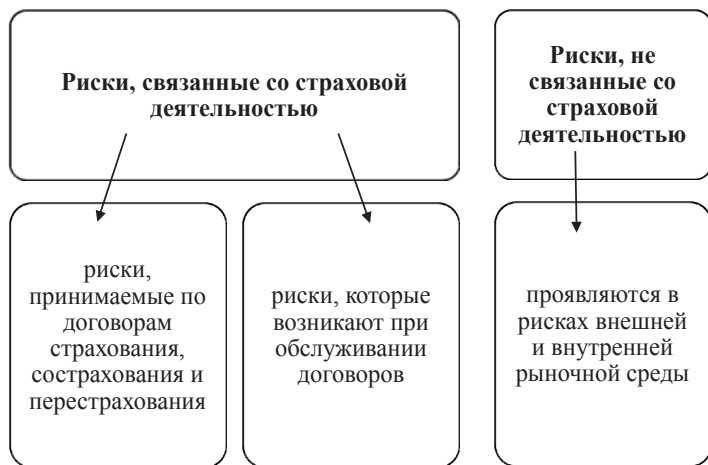 Риски, связанные со страховой
деятельностью
Риски, не
связанные со
страховой
деятельностью
риски,
принимаемые по
договорам
страхования,
сострахования и
перестрахования
риски, которые
возникают при
обслуживании
договоров
проявляются в
рисках внешней
и внутренней
рыночной среды